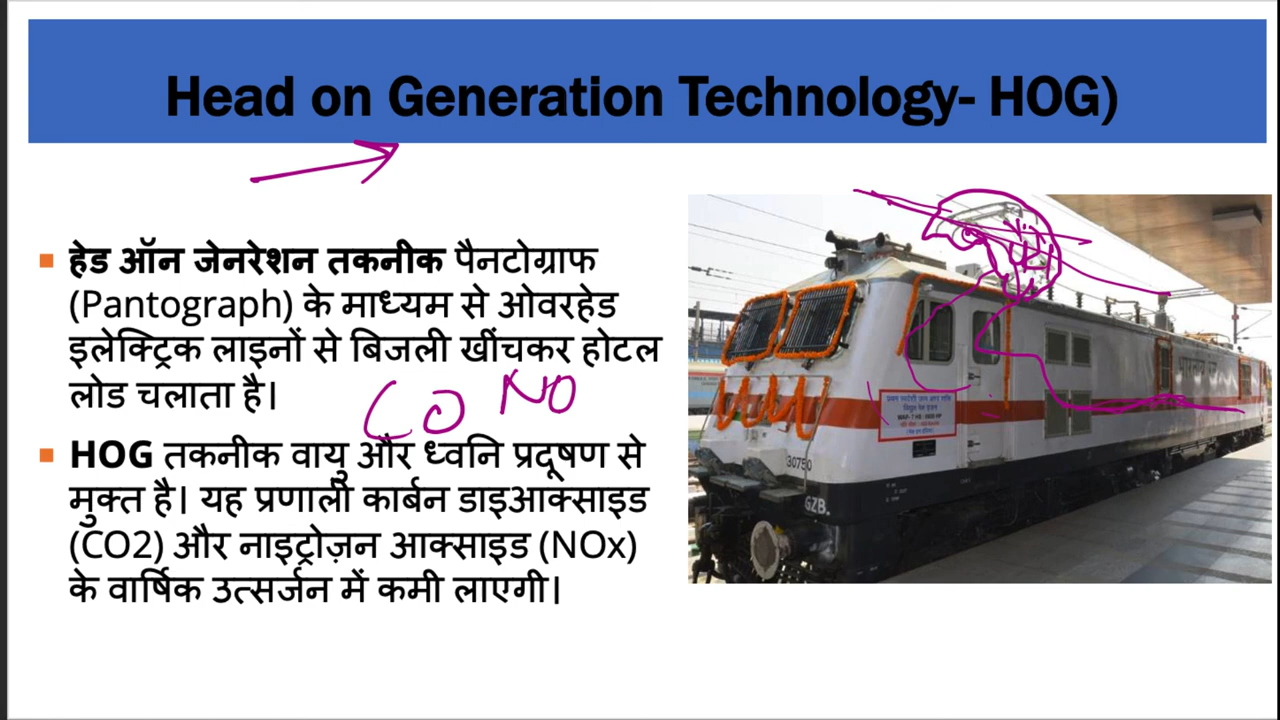 Head on Generation Technology- HOG)
हेड ऑन जेनरेशन तकनीक पैनटोग्राफ
(Pantograph) के माध्यम से ओवरहेड
इलेक्ट्रिक लाइनों से बिजली खींचकर होटल
लोड चलाता है।
CO NO
HOG तकनीक वायु और ध्वनि प्रदूषण से
मुक्त है। यह प्रणाली कार्बन डाइआक्साइड
(CO2) और नाइट्रोज़न आक्साइड (NOx)
के वार्षिक उत्सर्जन में कमी लाएगी।
GZB.